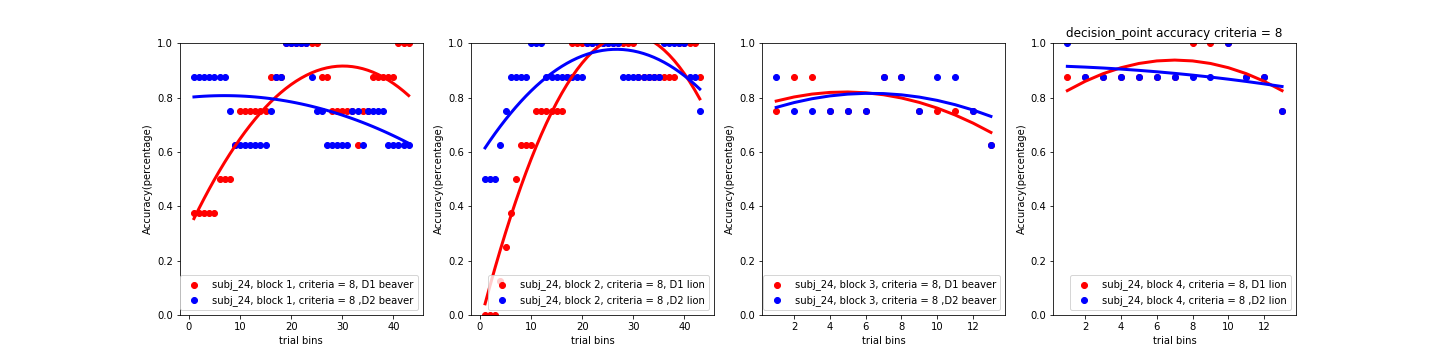 decision_point accuracy criteria = 8
Accuracy(percentage)
1.0
0.8
0.6
0.4
0.2
0.0
subj_24, block 1, criteria = 8, D1 beaver
subj_24, block 1, criteria = 8 ,D2 beaver
0 10 20 30 40
trial bins
Accuracy(percentage)
1.0
0.8
0.6
0.4
0.2
0.0
subj_24, block 2, criteria = 8, D1 lion
subj_24, block 2, criteria = 8 ,D2 lion
0 10 20 30 40
trial bins
Accuracy(percentage)
1.0
0.8
0.6
0.4
0.2
0.0
subj_24, block 3, criteria = 8, D1 beaver
subj_24, block 3, criteria = 8 ,D2 beaver
2 4 6 8 10 12
trial bins
Accuracy(percentage)
1.0
0.8
0.6
0.4
0.2
0.0
subj_24, block 4, criteria = 8, D1 lion
subj_24, block 4, criteria = 8 ,D2 lion
2 4 6 8 10 12
trial bins